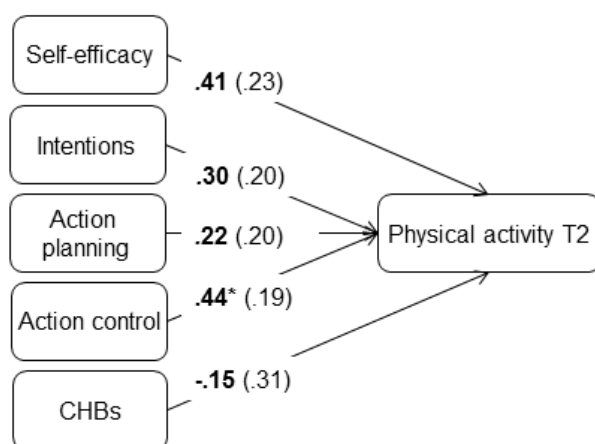 Self-efficacy
.41 (.23)
Intentions
.30 (.20)
Action
planning
.22 (.20)
Physical activity T2
Action control
.44* (.19)
-.15 (.31)
CHBs